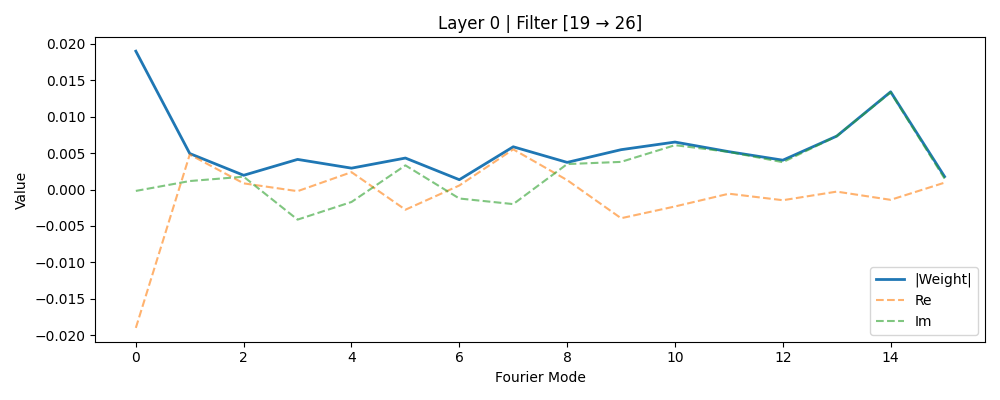 Layer 0 | Filter [19 → 26]
0.020
0.015
0.010
0.005
0.000
−0.005
−0.010
−0.015
−0.020
Value
0 2 4 6 8 10 12 14
Fourier Mode
|Weight|
Re
Im